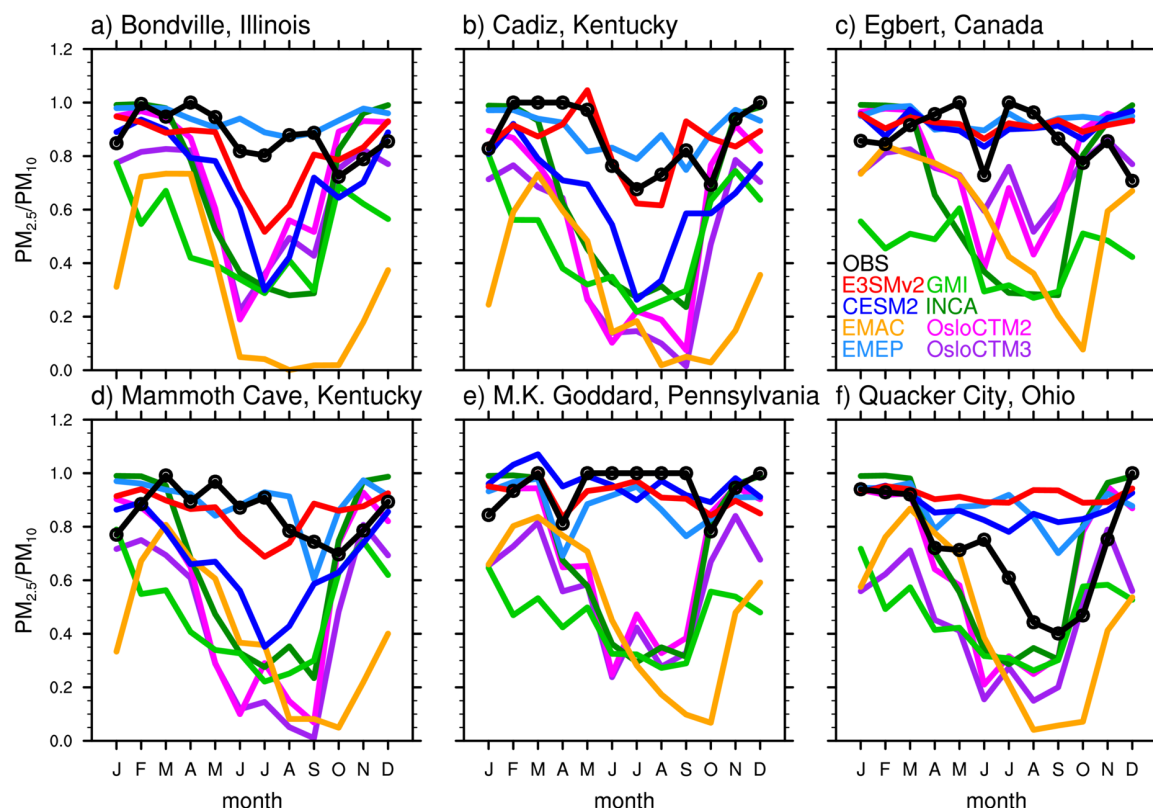 a) Bondville, Illinois
b) Cadiz, Kentucky
c) Egbert, Canada
J F M A M J J A S O N D
J F M A M J J A S O N D
J F M A M J J A S O N D
PM2.5/PM10
1.2
1.0
0.8
0.6
0.4
0.2
0.0
OBS
E3SMv2 GMI
CESM2 INCA
EMAC OsloCTM2
EMEP OsloCTM3
d) Mammoth Cave, Kentucky
e) M.K. Goddard, Pennsylvania
f) Quacker City, Ohio
PM2.5/PM10
1.2
1.0
0.8
0.6
0.4
0.2
0.0
J F M A M J J A S O N D
J F M A M J J A S O N D
J F M A M J J A S O N D
month
month
month